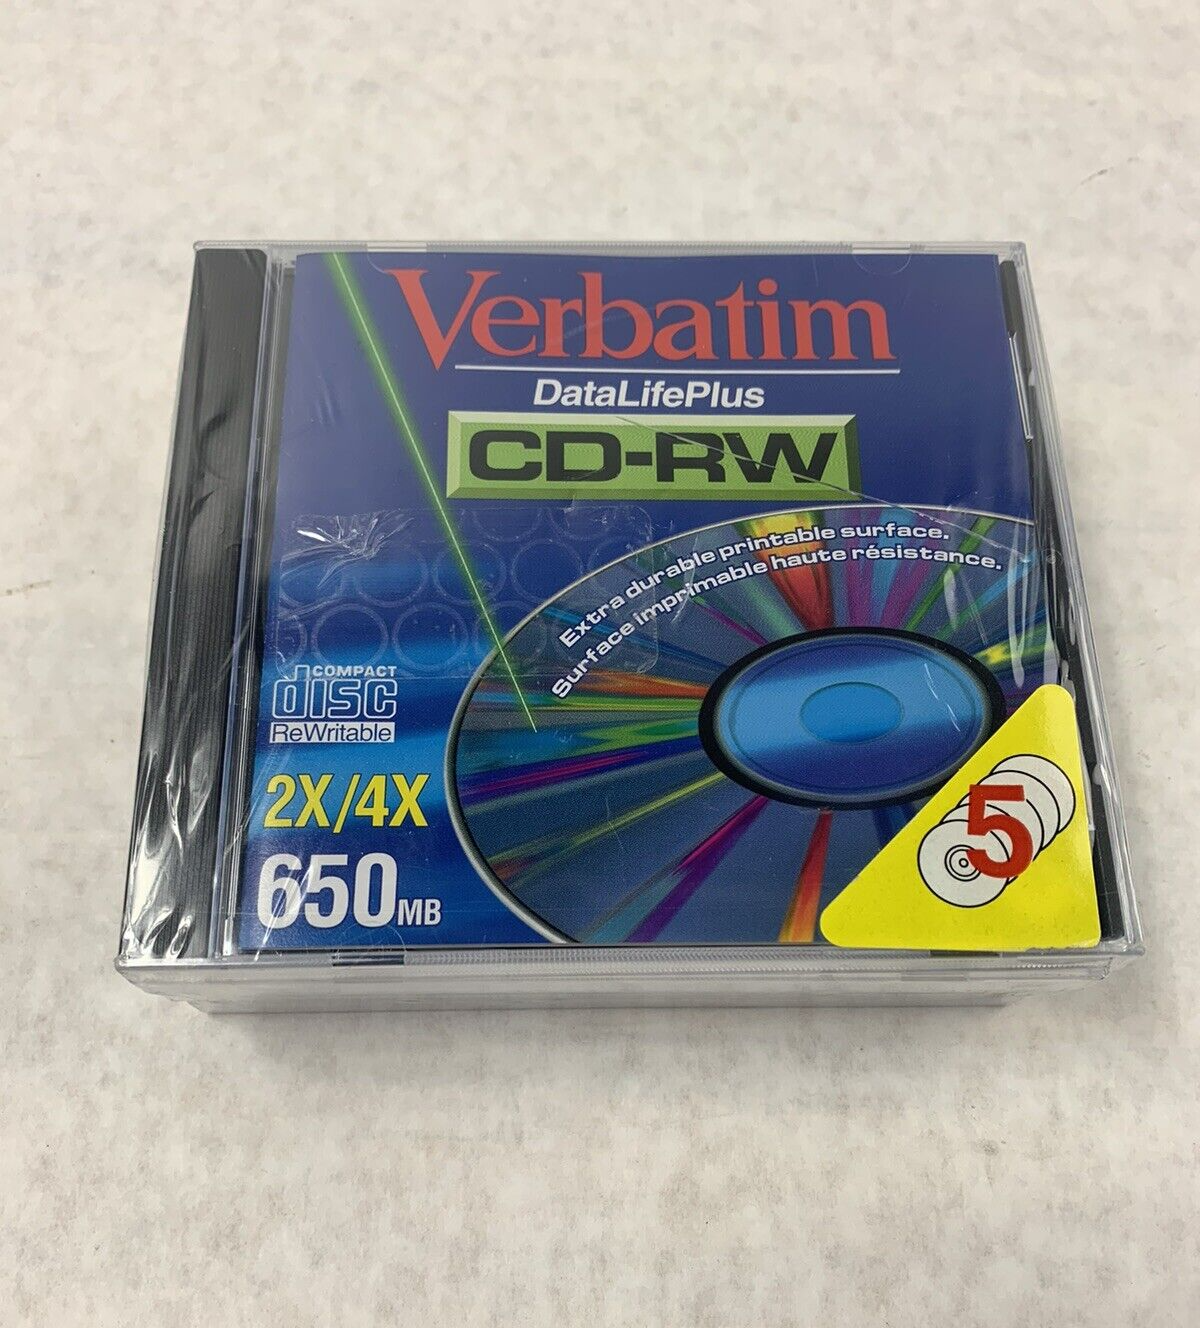 Verbatim
DataLifePlus
CD-RW
Extra durable printable surface.
Surface imprimable haute résistance.
COMPACT
disc
ReWritable
2X/4X
650MB
5